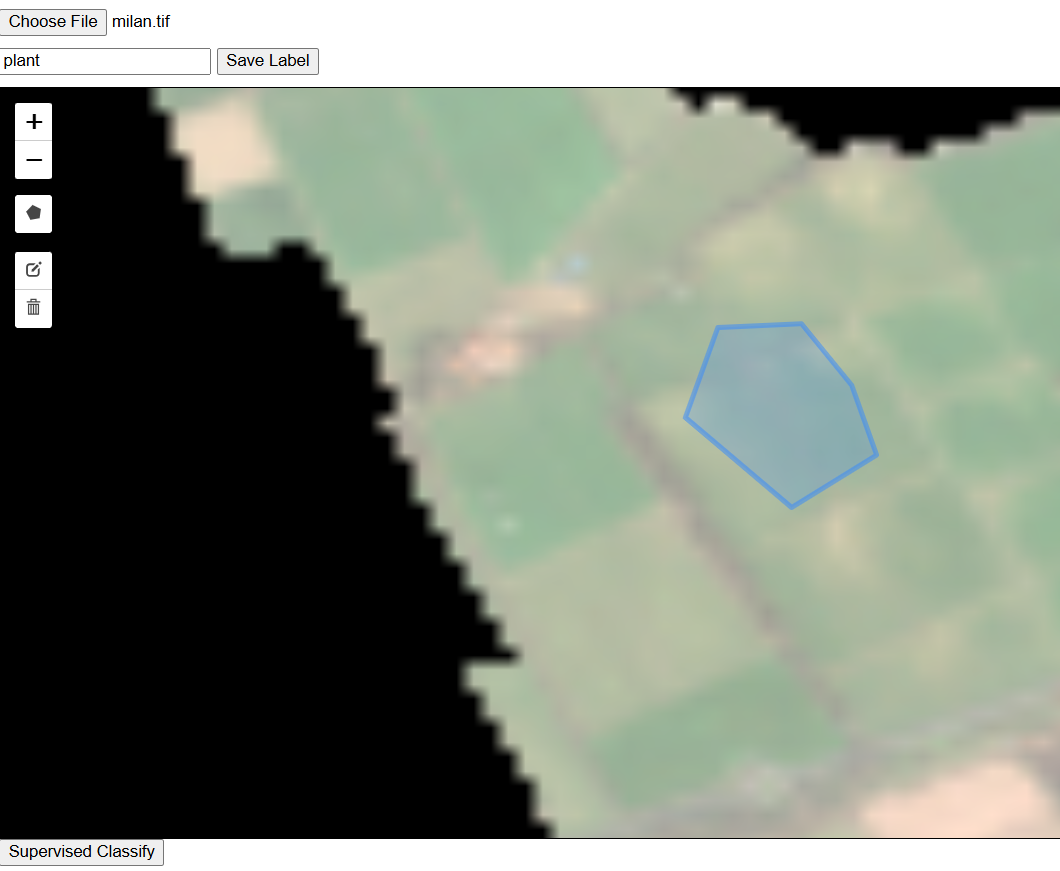 Choose File milan.tif
plant Save Label
+
−
Supervised Classify